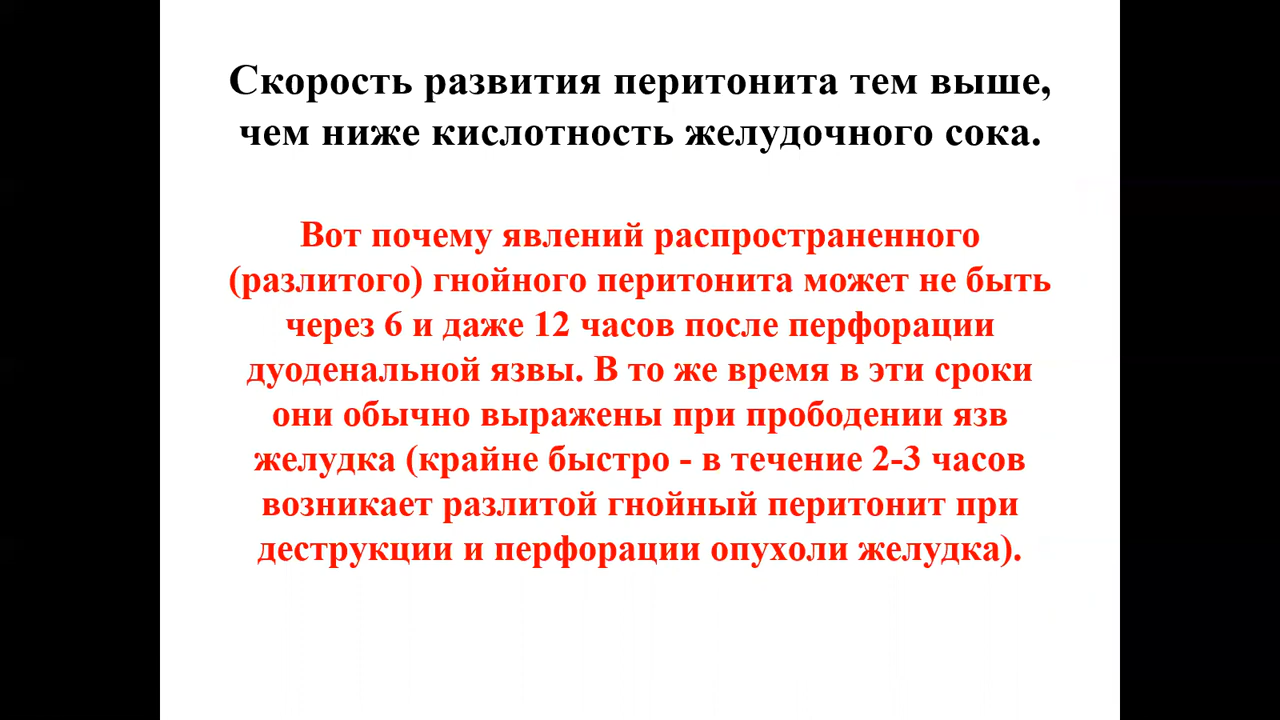 Скорость развития перитонита тем выше,
чем ниже кислотность желудочного сока.
Вот почему явлений распространенного
(разлитого) гнойного перитонита может не быть
через 6 и даже 12 часов после перфорации
дуоденальной язвы. В то же время в эти сроки
они обычно выражены при прободении язв
желудка (крайне быстро - в течение 2-3 часов
возникает разлитой гнойный перитонит при
деструкции и перфорации опухоли желудка).